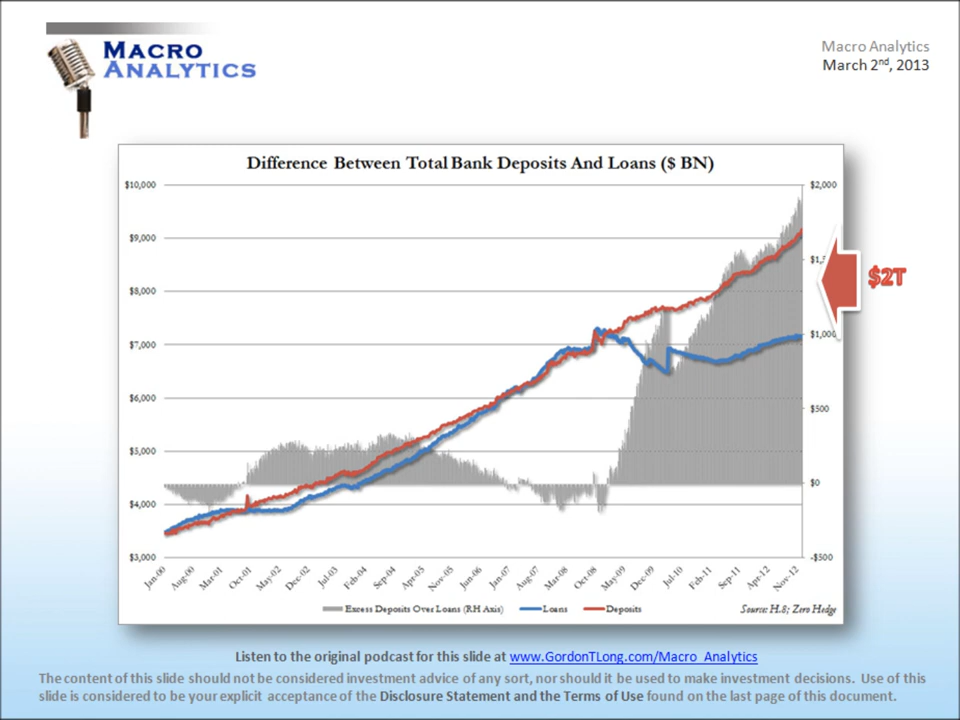 MACRO
ANALYTICS
Macro Analytics
March 2nd, 2013
Difference Between Total Bank Deposits And Loans ($ BN)
$10,000
$9,000
$8,000
$7,000
$6,000
$5,000
$4,000
$3,000
$2,000
$1,000
$500
$0
-$500
$2T
Jan-00 Aug-00 Mar-01 Oct-01 May-02 Dec-02 Jul-03 Feb-04 Sep-04 Apr-05 Nov-05 Jun-06 Jan-07 Aug-07 Mar-08 Oct-08 May-09 Dec-09 Jul-10 Feb-11 Sep-11 Apr-12 Nov-12
Excess Deposits Over Loans (RH Axis) Loans Deposits
Source: H.8; Zero Hedge
Listen to the original podcast for this slide at www.GordonTLong.com/Macro_Analytics
The content of this slide should not be considered investment advice of any sort, nor should it be used to make investment decisions. Use of this
slide is considered to be your explicit acceptance of the Disclosure Statement and the Terms of Use found on the last page of this document.